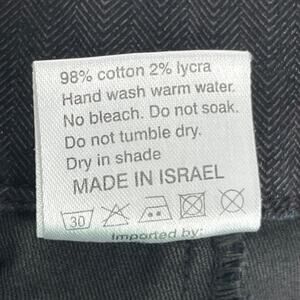 98% cotton 2% lycra
Hand wash warm water.
No bleach. Do not soak.
Do not tumble dry.
Dry in shade
MADE IN ISRAEL
30
Imported by: